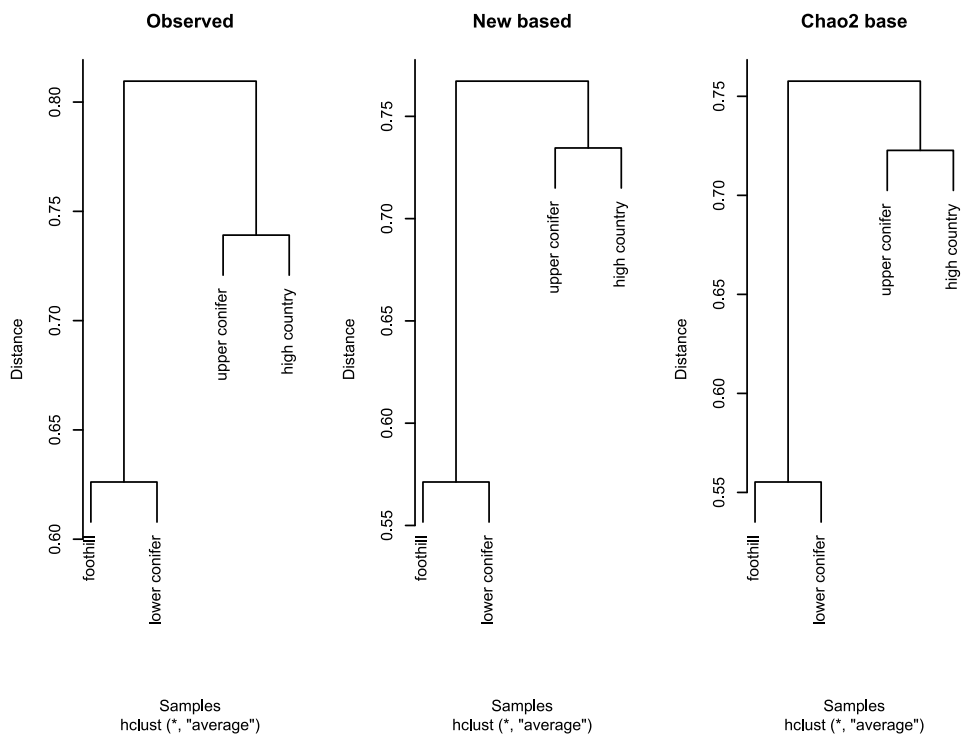 Observed
New based
Chao2 base
Distance
0.60
0.65
0.70
0.75
0.80
foothill
lower conifer
upper conifer
high country
Samples
hclust (*, "average")
Distance
0.55
0.60
0.65
0.70
0.75
foothill
lower conifer
upper conifer
high country
Samples
hclust (*, "average")
Distance
0.55
0.60
0.65
0.70
0.75
foothill
lower conifer
upper conifer
high country
Samples
hclust (*, "average")